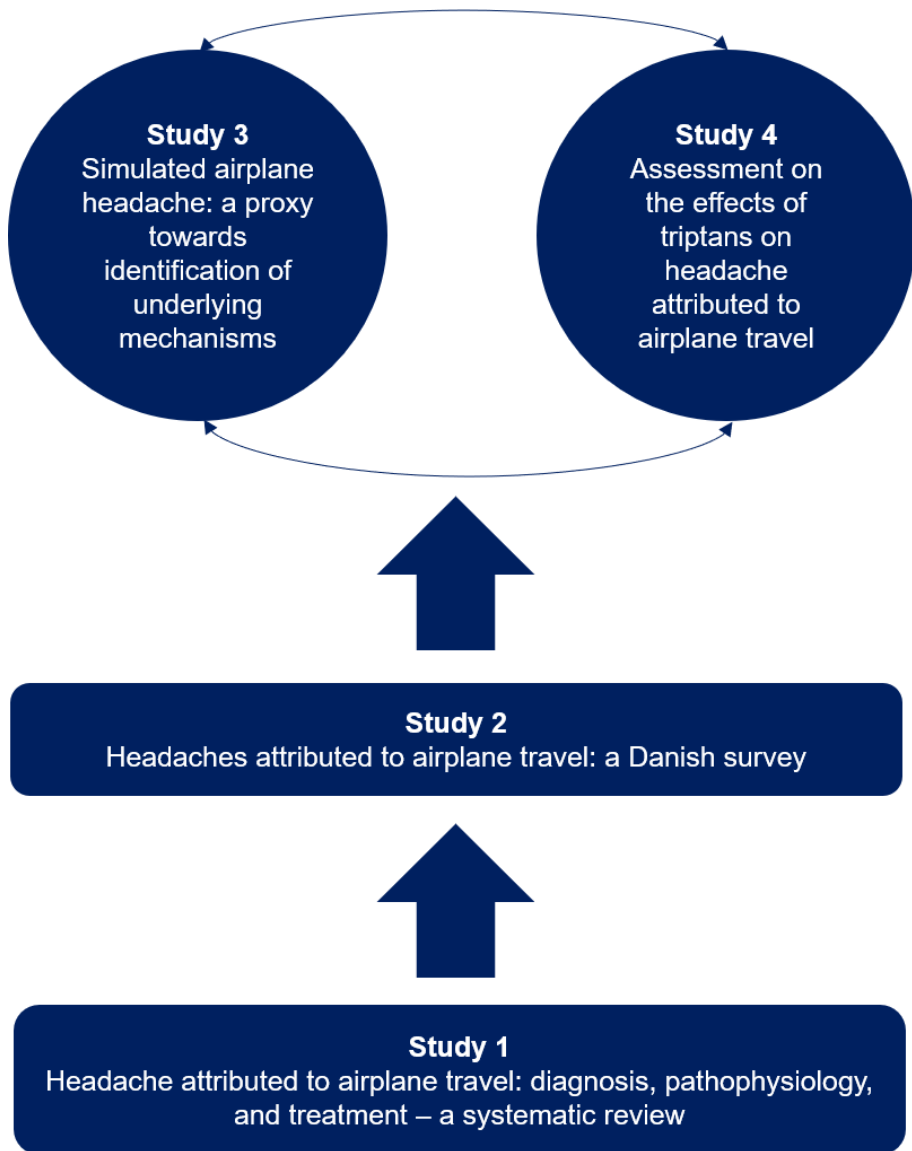 Study 3
Simulated airplane
headache: a proxy
towards
identification of
underlying
mechanisms
Study 4
Assessment on
the effects of
triptans on
headache
attributed to
airplane travel
Study 2
Headaches attributed to airplane travel: a Danish survey
Study 1
Headache attributed to airplane travel: diagnosis, pathophysiology,
and treatment – a systematic review